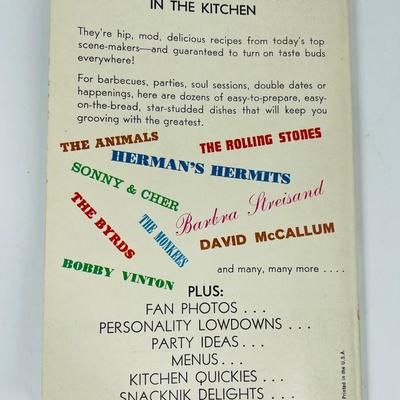 IN THE KITCHEN
They're hip, mod, delicious recipes from today's top
scene-makers—and guaranteed to turn on taste buds
everywhere!
For barbecues, parties, soul sessions, double dates or
happenings, here are dozens of easy-to-prepare, easy-
on-the-bread, star-studded dishes that will keep you
grooving with the greatest.
THE ANIMALS
THE ROLLING STONES
HERMAN'S HERMITS
SONNY & CHER
Barbra Streisand
THE BYRDS
THE MONKEES
DAVID McCALLUM
BOBBY VINTON
and many, many more ....
PLUS:
FAN PHOTOS ...
PERSONALITY LOWDOWNS ...
PARTY IDEAS ...
MENUS ...
KITCHEN QUICKIES ...
SNACKNIK DELIGHTS ...
Printed in the U.S.A.